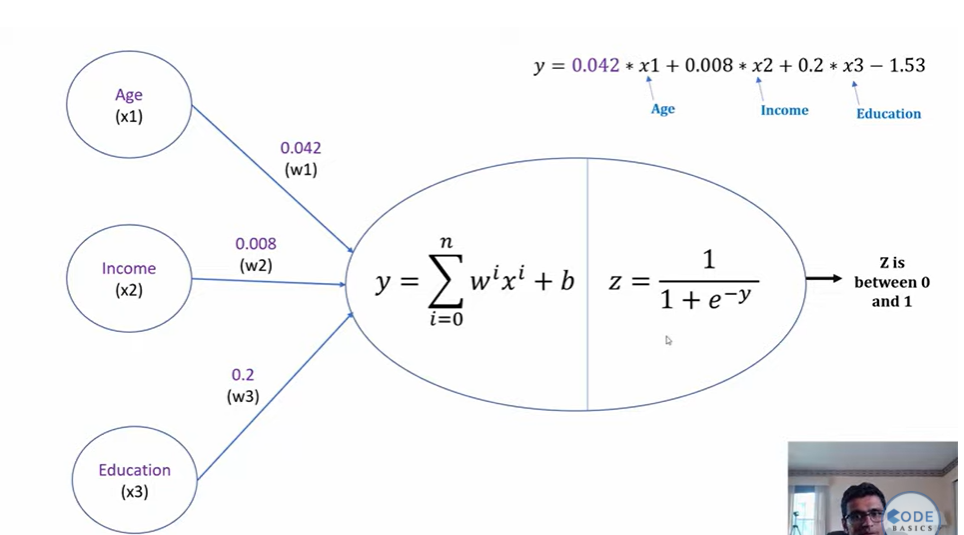 y = 0.042 * x1 + 0.008 * x2 + 0.2 * x3 − 1.53
Age
Income
Education
Age
(x1)
0.042
(w1)
Income
(x2)
0.008
(w2)
y = ∑_{i=0}^{n} w^i x^i + b
z = 1 / (1 + e^{−y})
Z is
between 0
and 1
0.2
(w3)
Education
(x3)
CODE
BASICS